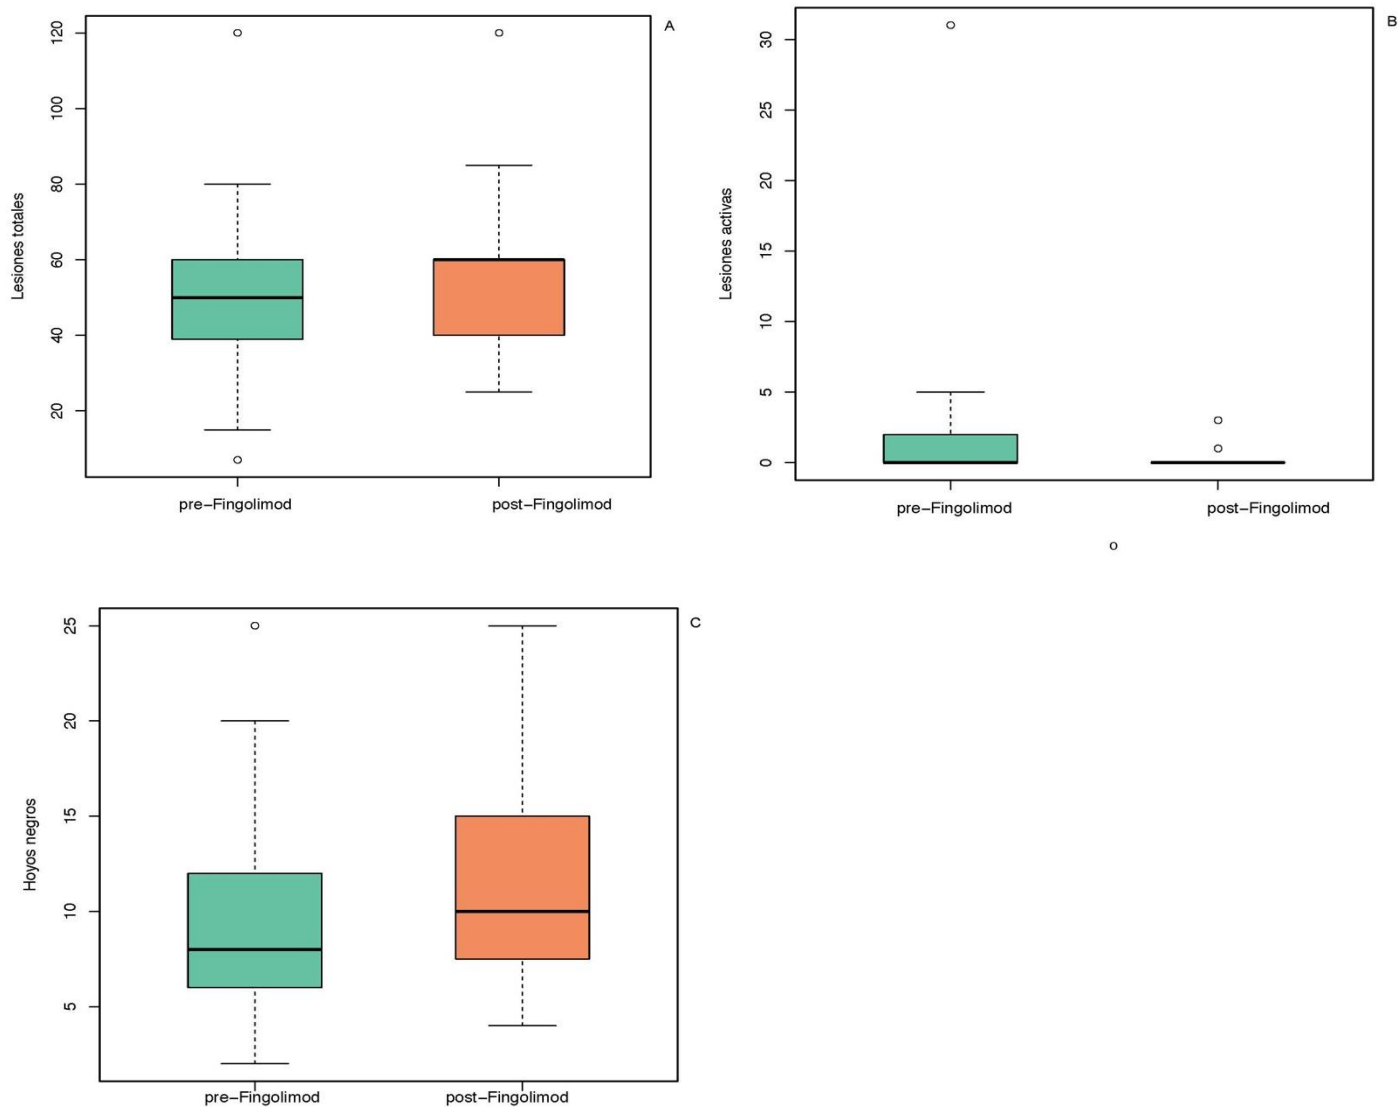 A
Lesiones totales
120
100
80
60
40
20
pre–Fingolimod
post–Fingolimod
B
Lesiones activas
30
25
20
15
10
5
0
pre–Fingolimod
post–Fingolimod
o
C
Hoyos negros
25
20
15
10
5
pre–Fingolimod
post–Fingolimod